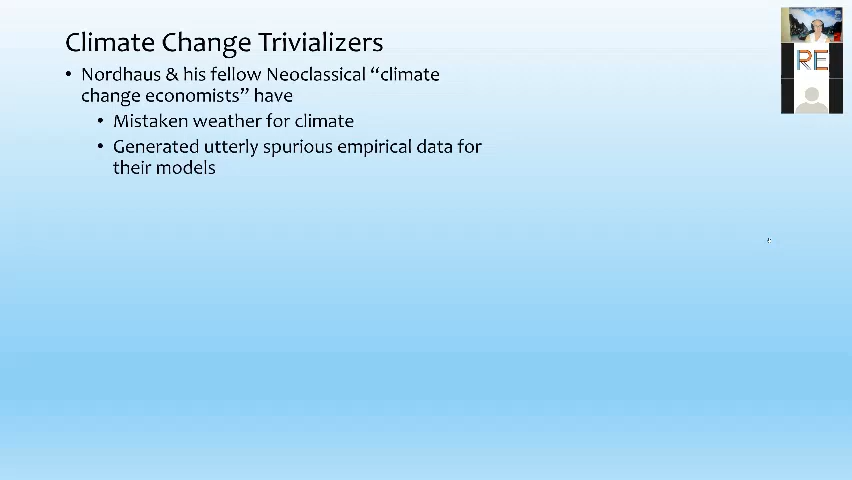 Climate Change Trivializers
• Nordhaus & his fellow Neoclassical “climate
change economists” have
• Mistaken weather for climate
• Generated utterly spurious empirical data for
their models
RE